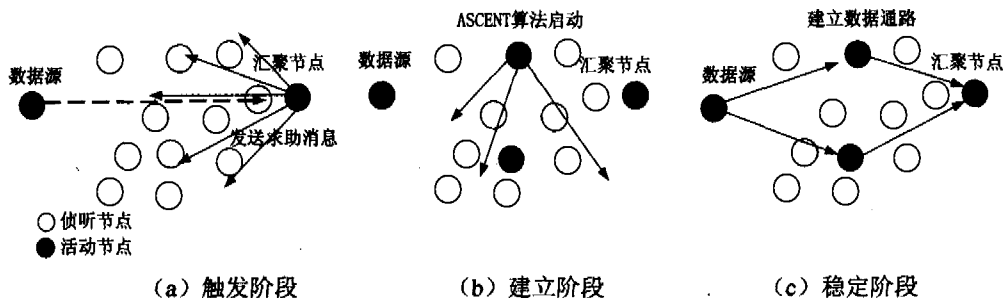 数据源
汇聚节点
发送求助消息
侦听节点
活动节点
(a) 触发阶段
ASCENT算法启动
数据源
汇聚节点
(b) 建立阶段
建立数据通路
数据源
汇聚节点
(c) 稳定阶段